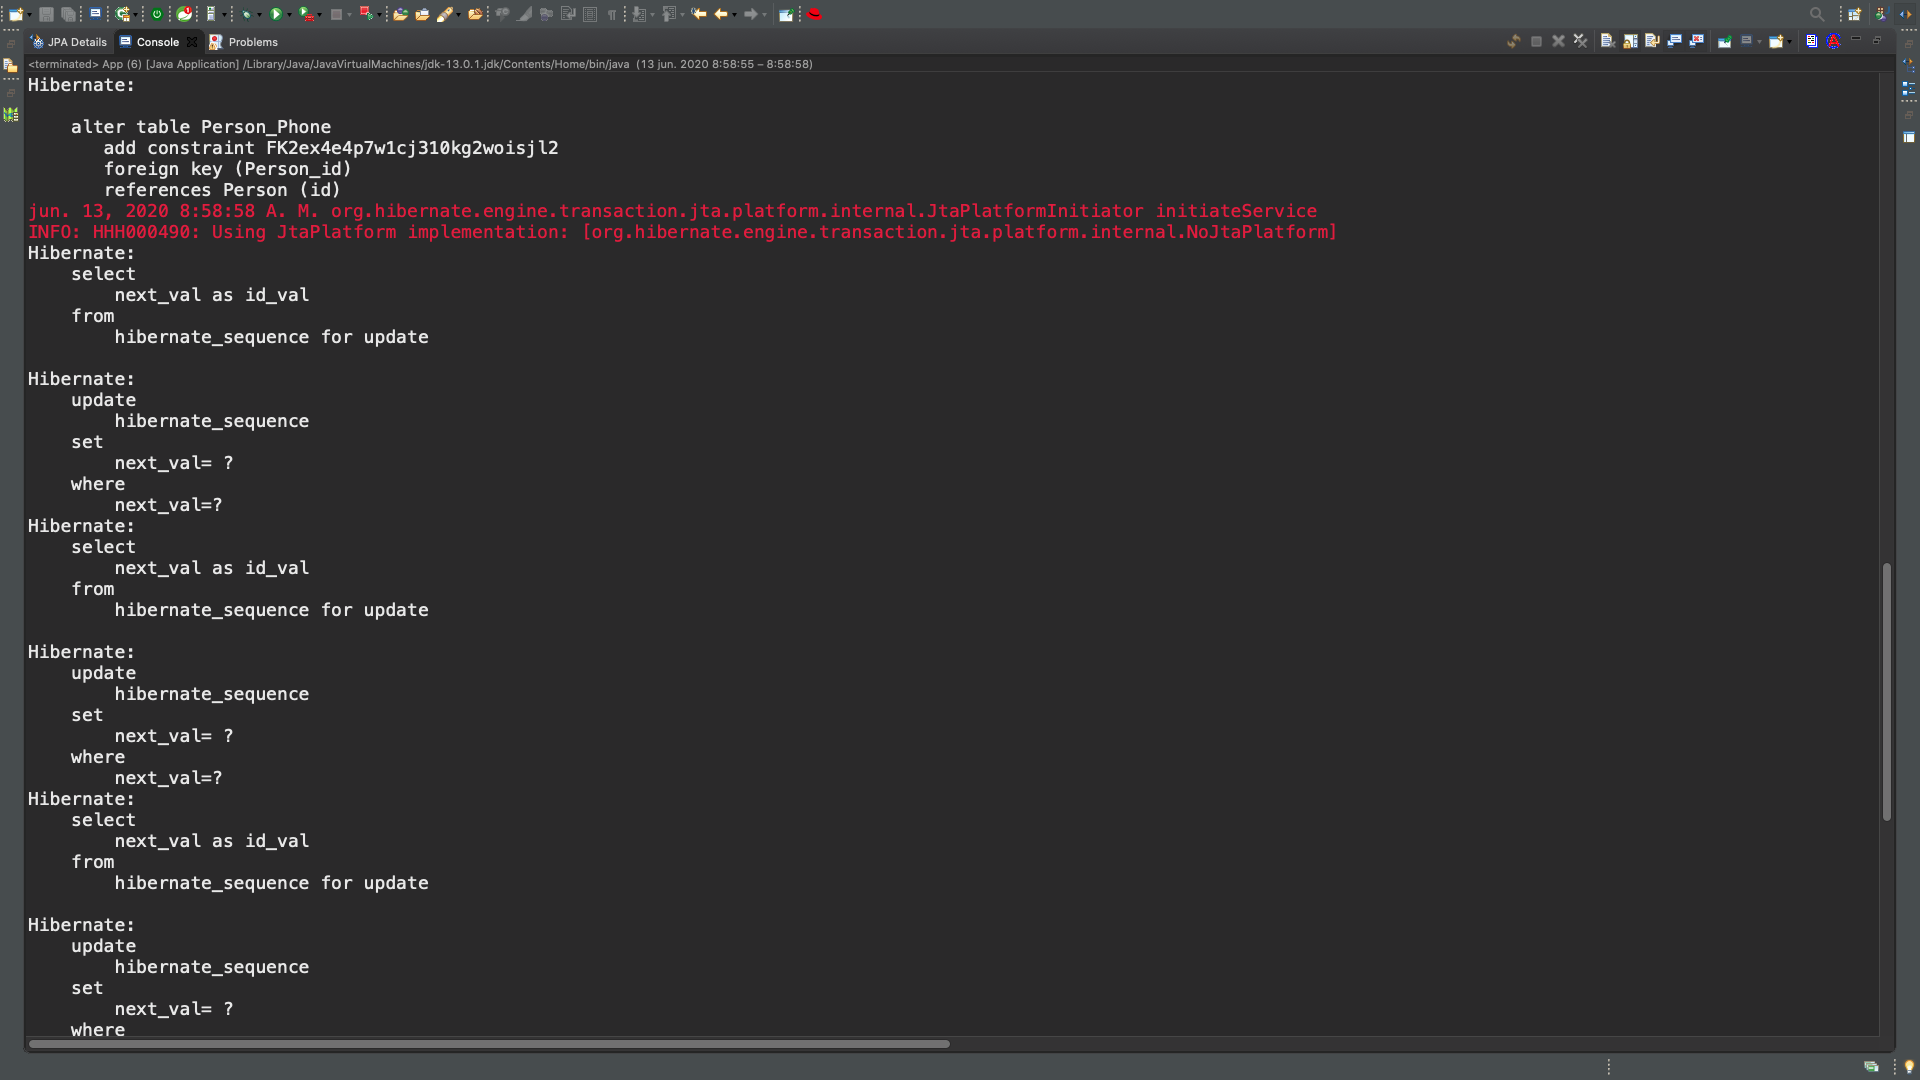 JPA Details
Console
Problems
<terminated> App (6) [Java Application] /Library/Java/JavaVirtualMachines/jdk-13.0.1.jdk/Contents/Home/bin/java  (13 jun. 2020 8:58:55 – 8:58:58)
Hibernate:
alter table Person_Phone
add constraint FK2ex4e4p7w1cj310kg2woisjl2
foreign key (Person_id)
references Person (id)
jun. 13, 2020 8:58:58 A. M. org.hibernate.engine.transaction.jta.platform.internal.JtaPlatformInitiator initiateService
INFO: HHH000490: Using JtaPlatform implementation: [org.hibernate.engine.transaction.jta.platform.internal.NoJtaPlatform]
Hibernate:
select
next_val as id_val
from
hibernate_sequence for update
Hibernate:
update
hibernate_sequence
set
next_val= ?
where
next_val=?
Hibernate:
select
next_val as id_val
from
hibernate_sequence for update
Hibernate:
update
hibernate_sequence
set
next_val= ?
where
next_val=?
Hibernate:
select
next_val as id_val
from
hibernate_sequence for update
Hibernate:
update
hibernate_sequence
set
next_val= ?
where